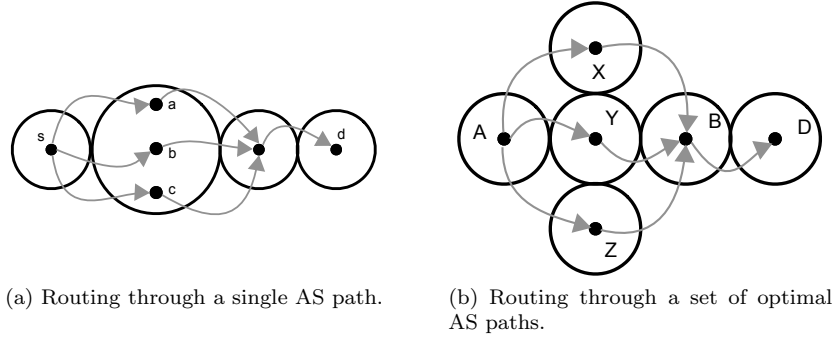 s
a
b
c
d
X
A
Y
B
D
Z
(a) Routing through a single AS path.
(b) Routing through a set of optimal
AS paths.